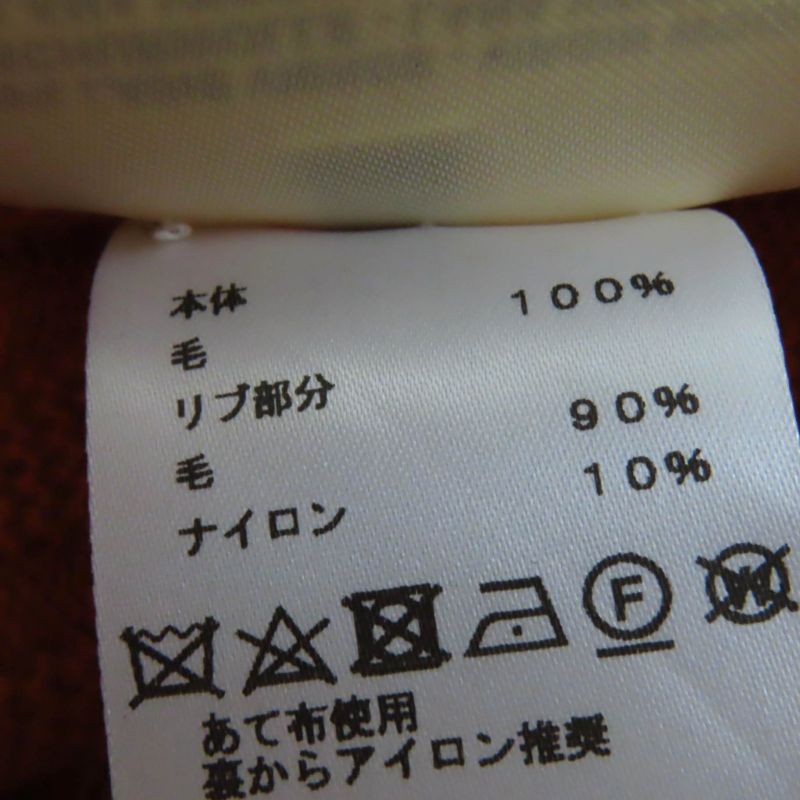 本体
毛 １００%
リブ部分
毛 ９０%
ナイロン １０%
F
W
あて布使用
裏からアイロン推奨